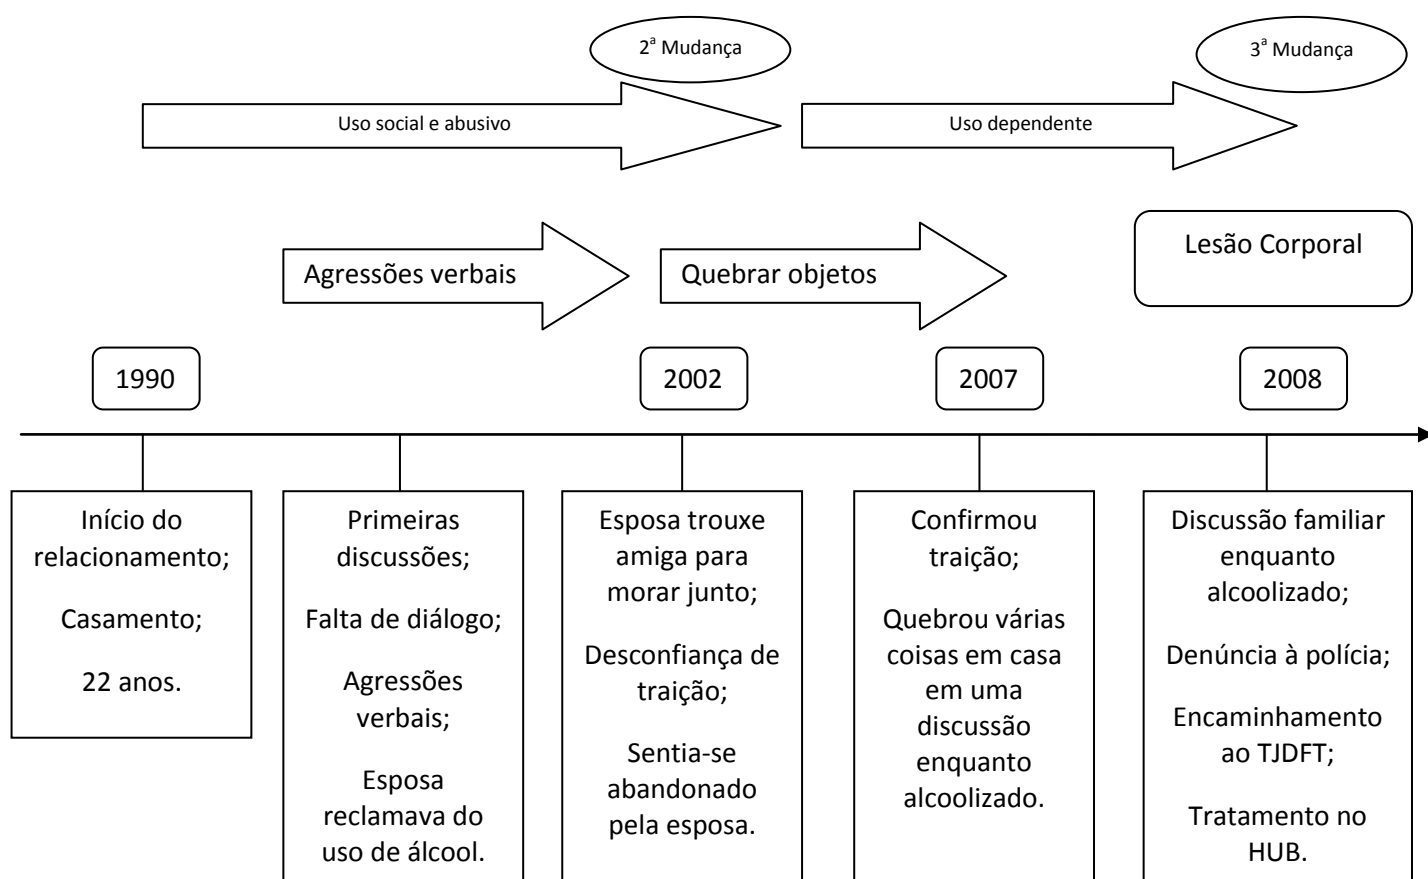 2ª Mudança
3ª Mudança
Uso social e abusivo
Uso dependente
Lesão Corporal
Agressões verbais
Quebrar objetos
1990
2002
2007
2008
Início do
relacionamento;
Casamento;
22 anos.
Primeiras
discussões;
Falta de diálogo;
Agressões
verbais;
Esposa
reclamava do
uso de álcool.
Esposa trouxe
amiga para
morar junto;
Desconfiança de
traição;
Sentia-se
abandonado
pela esposa.
Confirmou
traição;
Quebrou várias
coisas em casa
em uma
discussão
enquanto
alcoolizado.
Discussão familiar
enquanto
alcoolizado;
Denúncia à polícia;
Encaminhamento
ao TJDFT;
Tratamento no
HUB.